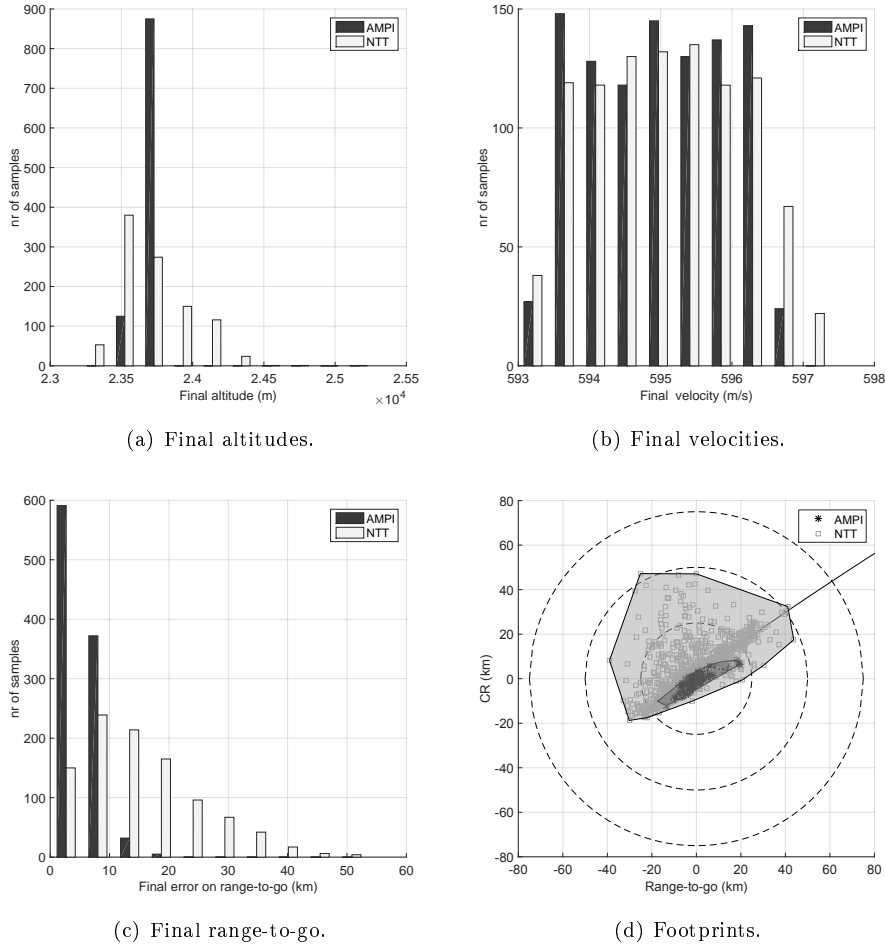 900
800
700
600
500
400
300
200
100
0
nr of samples
AMPI
NTT
2.3
2.35
2.4
2.45
2.5
2.55
Final altitude (m)
×10⁴
(a) Final altitudes.
150
100
50
0
nr of samples
AMPI
NTT
593
594
595
596
597
598
Final velocity (m/s)
(b) Final velocities.
600
500
400
300
200
100
0
nr of samples
AMPI
NTT
0
10
20
30
40
50
60
Final error on range-to-go (km)
(c) Final range-to-go.
80
60
40
20
0
-20
-40
-60
-80
CR (km)
AMPI
NTT
-80
-60
-40
-20
0
20
40
60
80
Range-to-go (km)
(d) Footprints.